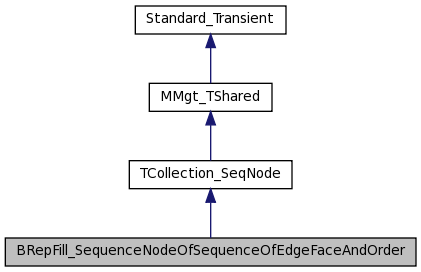 Standard_Transient
MMgt_TShared
TCollection_SeqNode
BRepFill_SequenceNodeOfSequenceOfEdgeFaceAndOrder